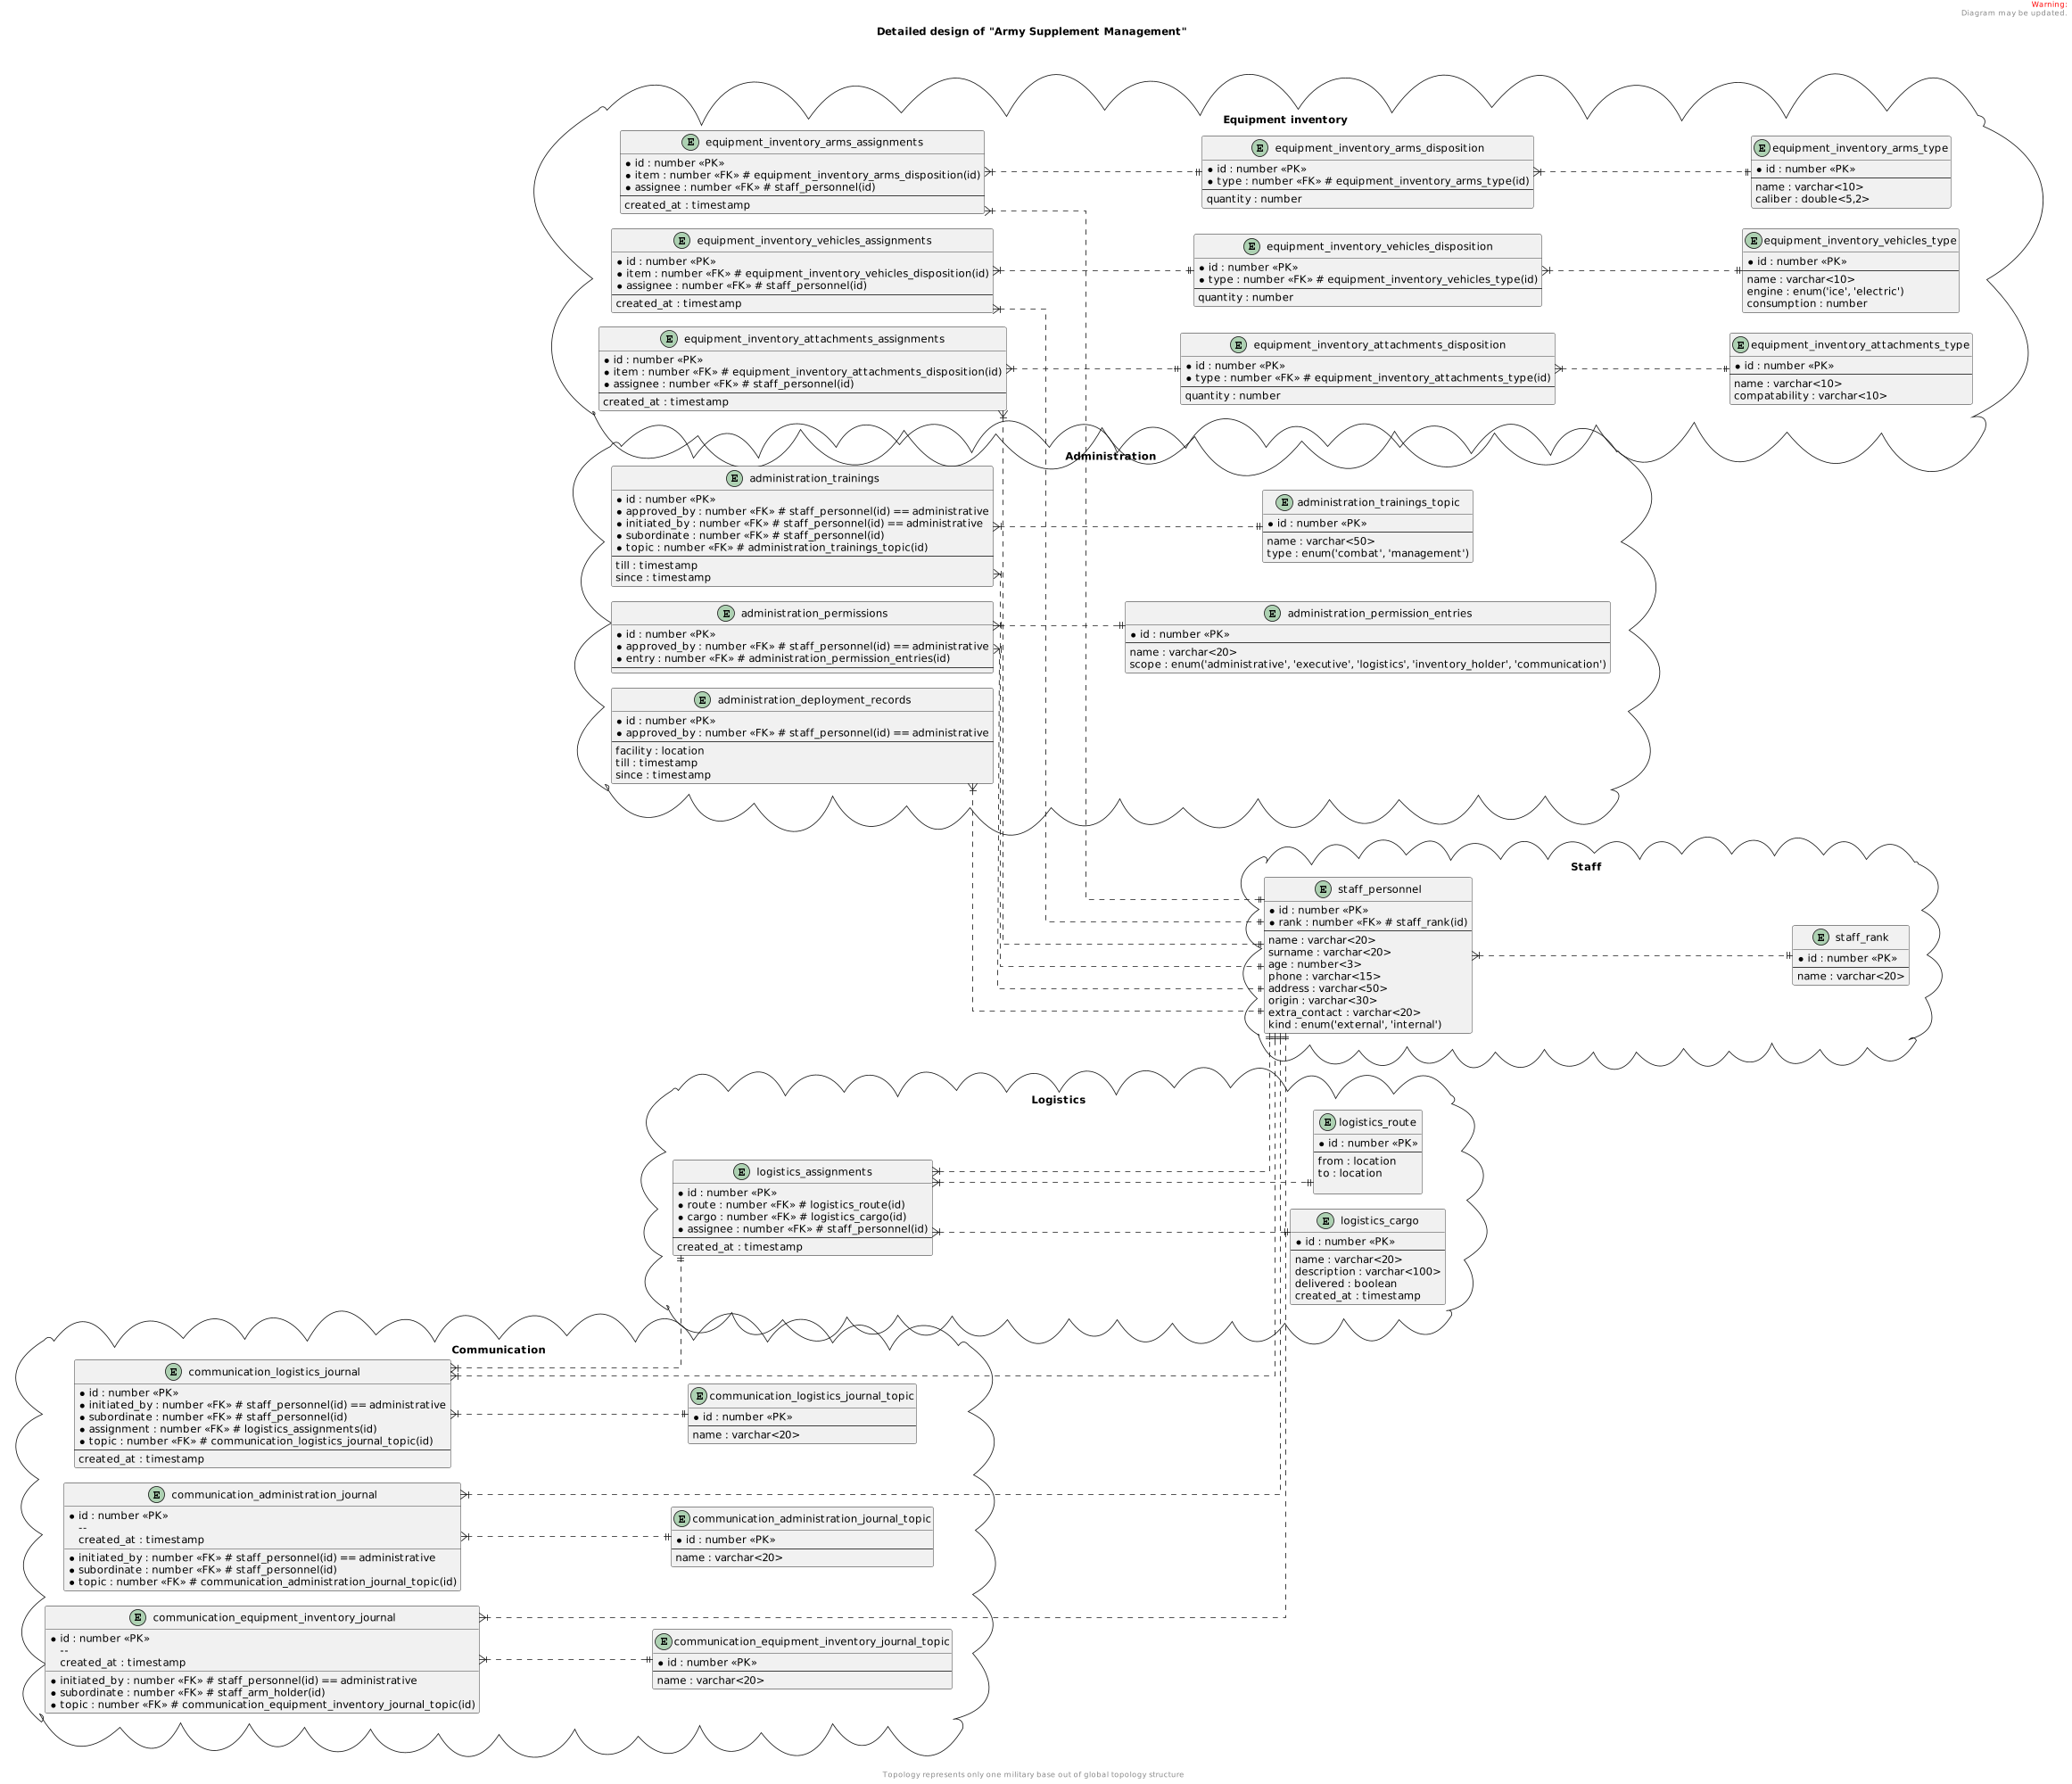 Warning:
Diagram may be updated.
Detailed design of "Army Supplement Management"
Equipment inventory
E equipment_inventory_arms_assignments
id : number «PK»
item : number «FK» # equipment_inventory_arms_disposition(id)
assignee : number «FK» # staff_personnel(id)
created_at : timestamp
E equipment_inventory_arms_disposition
id : number «PK»
type : number «FK» # equipment_inventory_arms_type(id)
quantity : number
E equipment_inventory_arms_type
id : number «PK»
name : varchar<10>
caliber : double<5,2>
E equipment_inventory_vehicles_assignments
id : number «PK»
item : number «FK» # equipment_inventory_vehicles_disposition(id)
assignee : number «FK» # staff_personnel(id)
created_at : timestamp
E equipment_inventory_vehicles_disposition
id : number «PK»
type : number «FK» # equipment_inventory_vehicles_type(id)
quantity : number
E equipment_inventory_vehicles_type
id : number «PK»
name : varchar<10>
engine : enum('ice', 'electric')
consumption : number
E equipment_inventory_attachments_assignments
id : number «PK»
item : number «FK» # equipment_inventory_attachments_disposition(id)
assignee : number «FK» # staff_personnel(id)
created_at : timestamp
E equipment_inventory_attachments_disposition
id : number «PK»
type : number «FK» # equipment_inventory_attachments_type(id)
quantity : number
E equipment_inventory_attachments_type
id : number «PK»
name : varchar<10>
compatability : varchar<10>
Administration
E administration_trainings
id : number «PK»
approved_by : number «FK» # staff_personnel(id) == administrative
initiated_by : number «FK» # staff_personnel(id) == administrative
subordinate : number «FK» # staff_personnel(id)
topic : number «FK» # administration_trainings_topic(id)
till : timestamp
since : timestamp
E administration_trainings_topic
id : number «PK»
name : varchar<50>
type : enum('combat', 'management')
E administration_permissions
id : number «PK»
approved_by : number «FK» # staff_personnel(id) == administrative
entry : number «FK» # administration_permission_entries(id)
E administration_permission_entries
id : number «PK»
name : varchar<20>
scope : enum('administrative', 'executive', 'logistics', 'inventory_holder', 'communication')
E administration_deployment_records
id : number «PK»
approved_by : number «FK» # staff_personnel(id) == administrative
facility : location
till : timestamp
since : timestamp
Staff
E staff_personnel
id : number «PK»
rank : number «FK» # staff_rank(id)
name : varchar<20>
surname : varchar<20>
age : number<3>
phone : varchar<15>
address : varchar<50>
origin : varchar<30>
extra_contact : varchar<20>
kind : enum('external', 'internal')
E staff_rank
id : number «PK»
name : varchar<20>
Logistics
E logistics_route
id : number «PK»
from : location
to : location
E logistics_assignments
id : number «PK»
route : number «FK» # logistics_route(id)
cargo : number «FK» # logistics_cargo(id)
assignee : number «FK» # staff_personnel(id)
created_at : timestamp
E logistics_cargo
id : number «PK»
name : varchar<20>
description : varchar<100>
delivered : boolean
created_at : timestamp
Communication
E communication_logistics_journal
id : number «PK»
initiated_by : number «FK» # staff_personnel(id) == administrative
subordinate : number «FK» # staff_personnel(id)
assignment : number «FK» # logistics_assignments(id)
topic : number «FK» # communication_logistics_journal_topic(id)
created_at : timestamp
E communication_logistics_journal_topic
id : number «PK»
name : varchar<20>
E communication_administration_journal
id : number «PK»
--
created_at : timestamp
initiated_by : number «FK» # staff_personnel(id) == administrative
subordinate : number «FK» # staff_personnel(id)
topic : number «FK» # communication_administration_journal_topic(id)
E communication_administration_journal_topic
id : number «PK»
name : varchar<20>
E communication_equipment_inventory_journal
id : number «PK»
--
created_at : timestamp
initiated_by : number «FK» # staff_personnel(id) == administrative
subordinate : number «FK» # staff_arm_holder(id)
topic : number «FK» # communication_equipment_inventory_journal_topic(id)
E communication_equipment_inventory_journal_topic
id : number «PK»
name : varchar<20>
Topology represents only one military base out of global topology structure